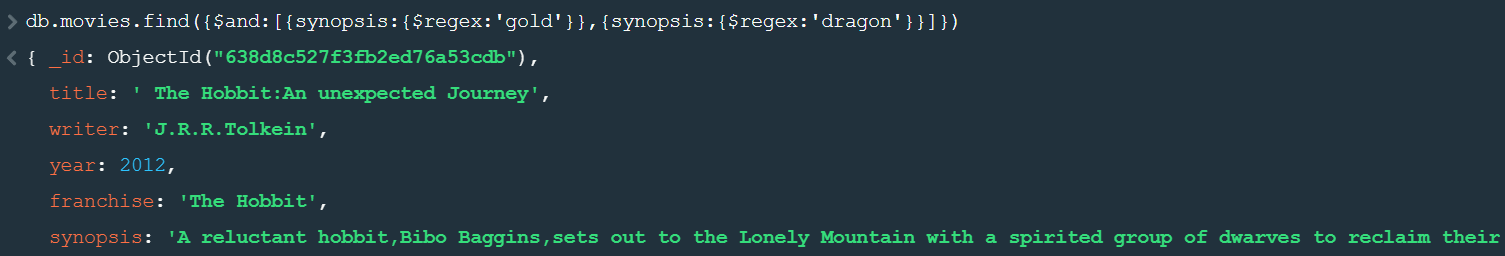 db.movies.find({$and:[{synopsis:{$regex:'gold'}},{synopsis:{$regex:'dragon'}}]})
{ _id: ObjectId("638d8c527f3fb2ed76a53cdb"),
title: ' The Hobbit:An unexpected Journey',
writer: 'J.R.R.Tolkein',
year: 2012,
franchise: 'The Hobbit',
synopsis: 'A reluctant hobbit,Bibo Baggins,sets out to the Lonely Mountain with a spirited group of dwarves to reclaim their